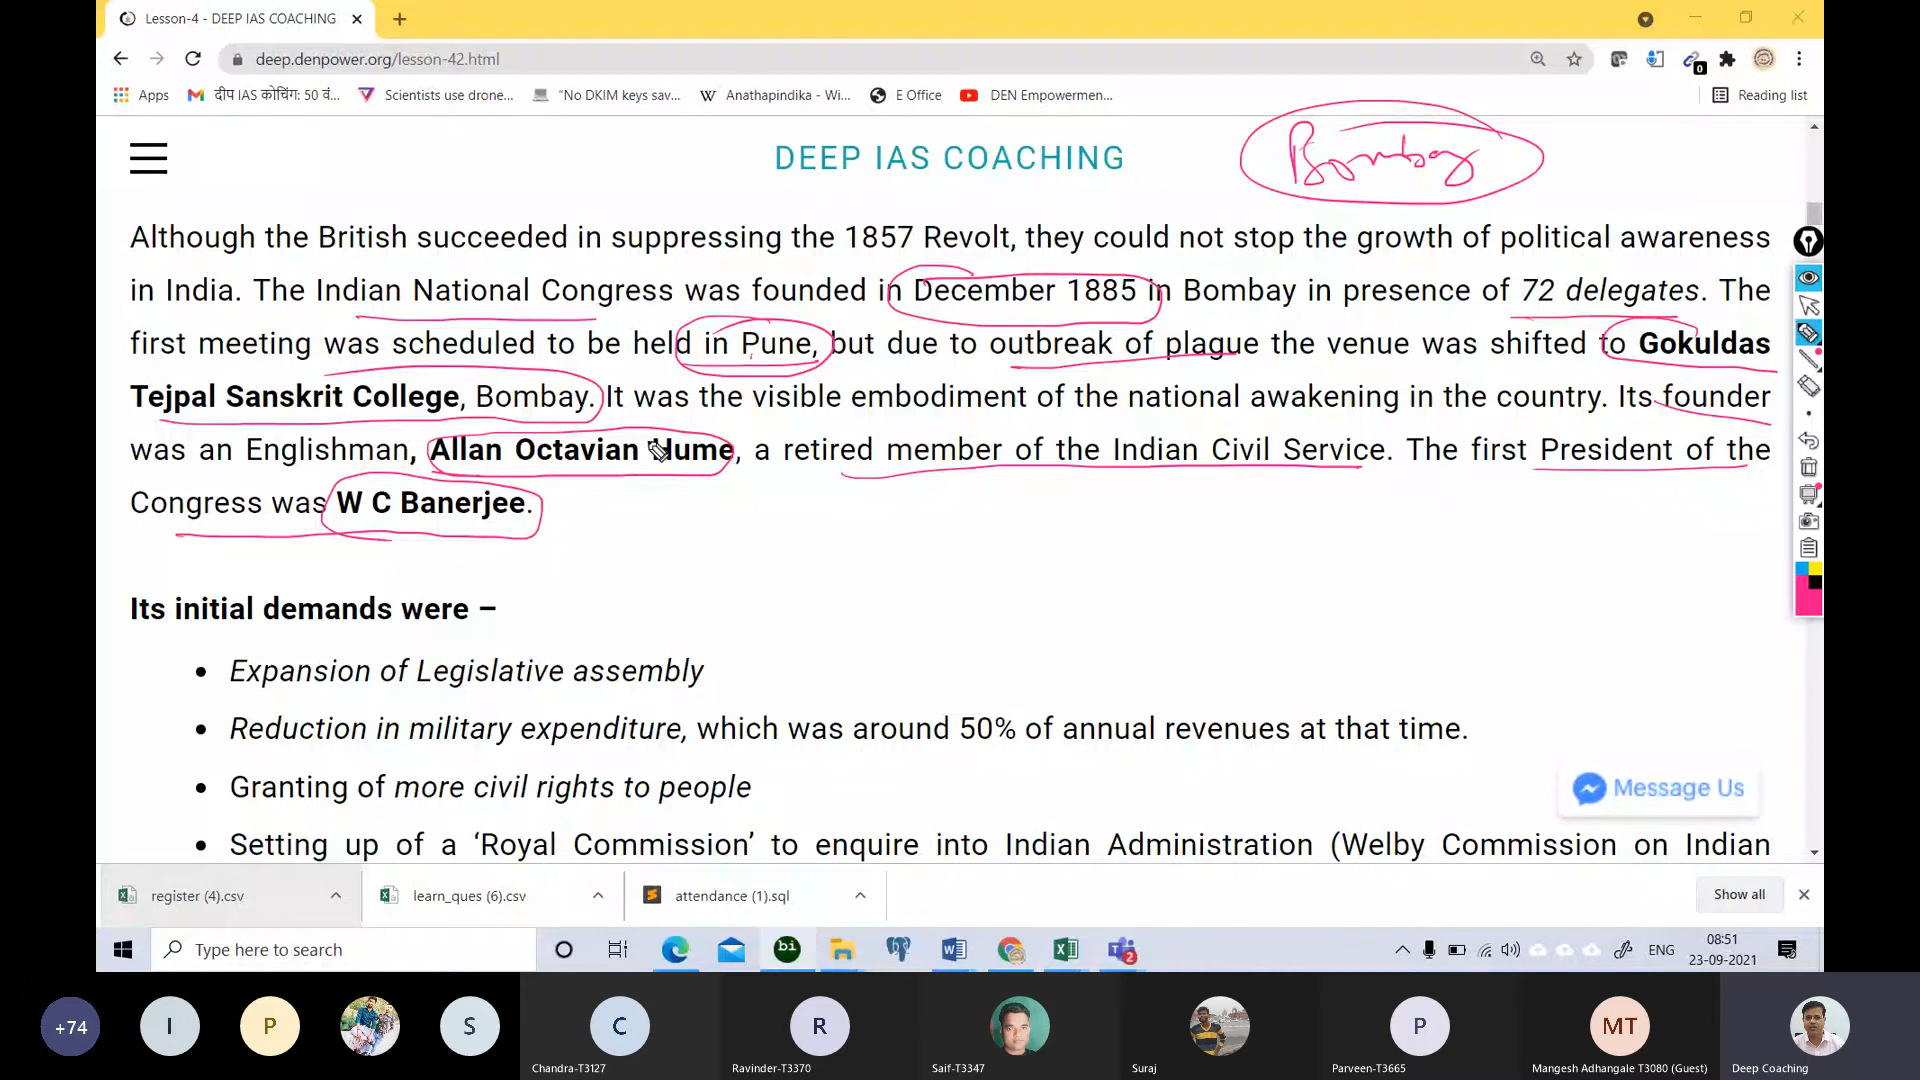 Lesson-4 - DEEP IAS COACHING
deep.denpower.org/lesson-42.html
0
Apps
दीप IAS कोचिंग: 50 वं...
Scientists use drone...
"No DKIM keys sav...
W Anathapindika - Wi...
E Office
DEN Empowermen...
Reading list
DEEP IAS COACHING
Bombay
Although the British succeeded in suppressing the 1857 Revolt, they could not stop the growth of political awareness
in India. The Indian National Congress was founded in December 1885 in Bombay in presence of 72 delegates. The
first meeting was scheduled to be held in Pune, but due to outbreak of plague the venue was shifted to Gokuldas
Tejpal Sanskrit College, Bombay. It was the visible embodiment of the national awakening in the country. Its founder
was an Englishman, Allan Octavian Hume, a retired member of the Indian Civil Service. The first President of the
Congress was W C Banerjee.
Its initial demands were –
• Expansion of Legislative assembly
• Reduction in military expenditure, which was around 50% of annual revenues at that time.
• Granting of more civil rights to people
Message Us
• Setting up of a ‘Royal Commission’ to enquire into Indian Administration (Welby Commission on Indian
register (4).csv
learn_ques (6).csv
attendance (1).sql
Show all
Type here to search
bi
2
ENG
08:51
23-09-2021
+74
I
P
S
C
R
P
MT
Chandra-T3127
Ravinder-T3370
Saif-T3347
Suraj
Parveen-T3665
Mangesh Adhangale T3080 (Guest)
Deep Coaching